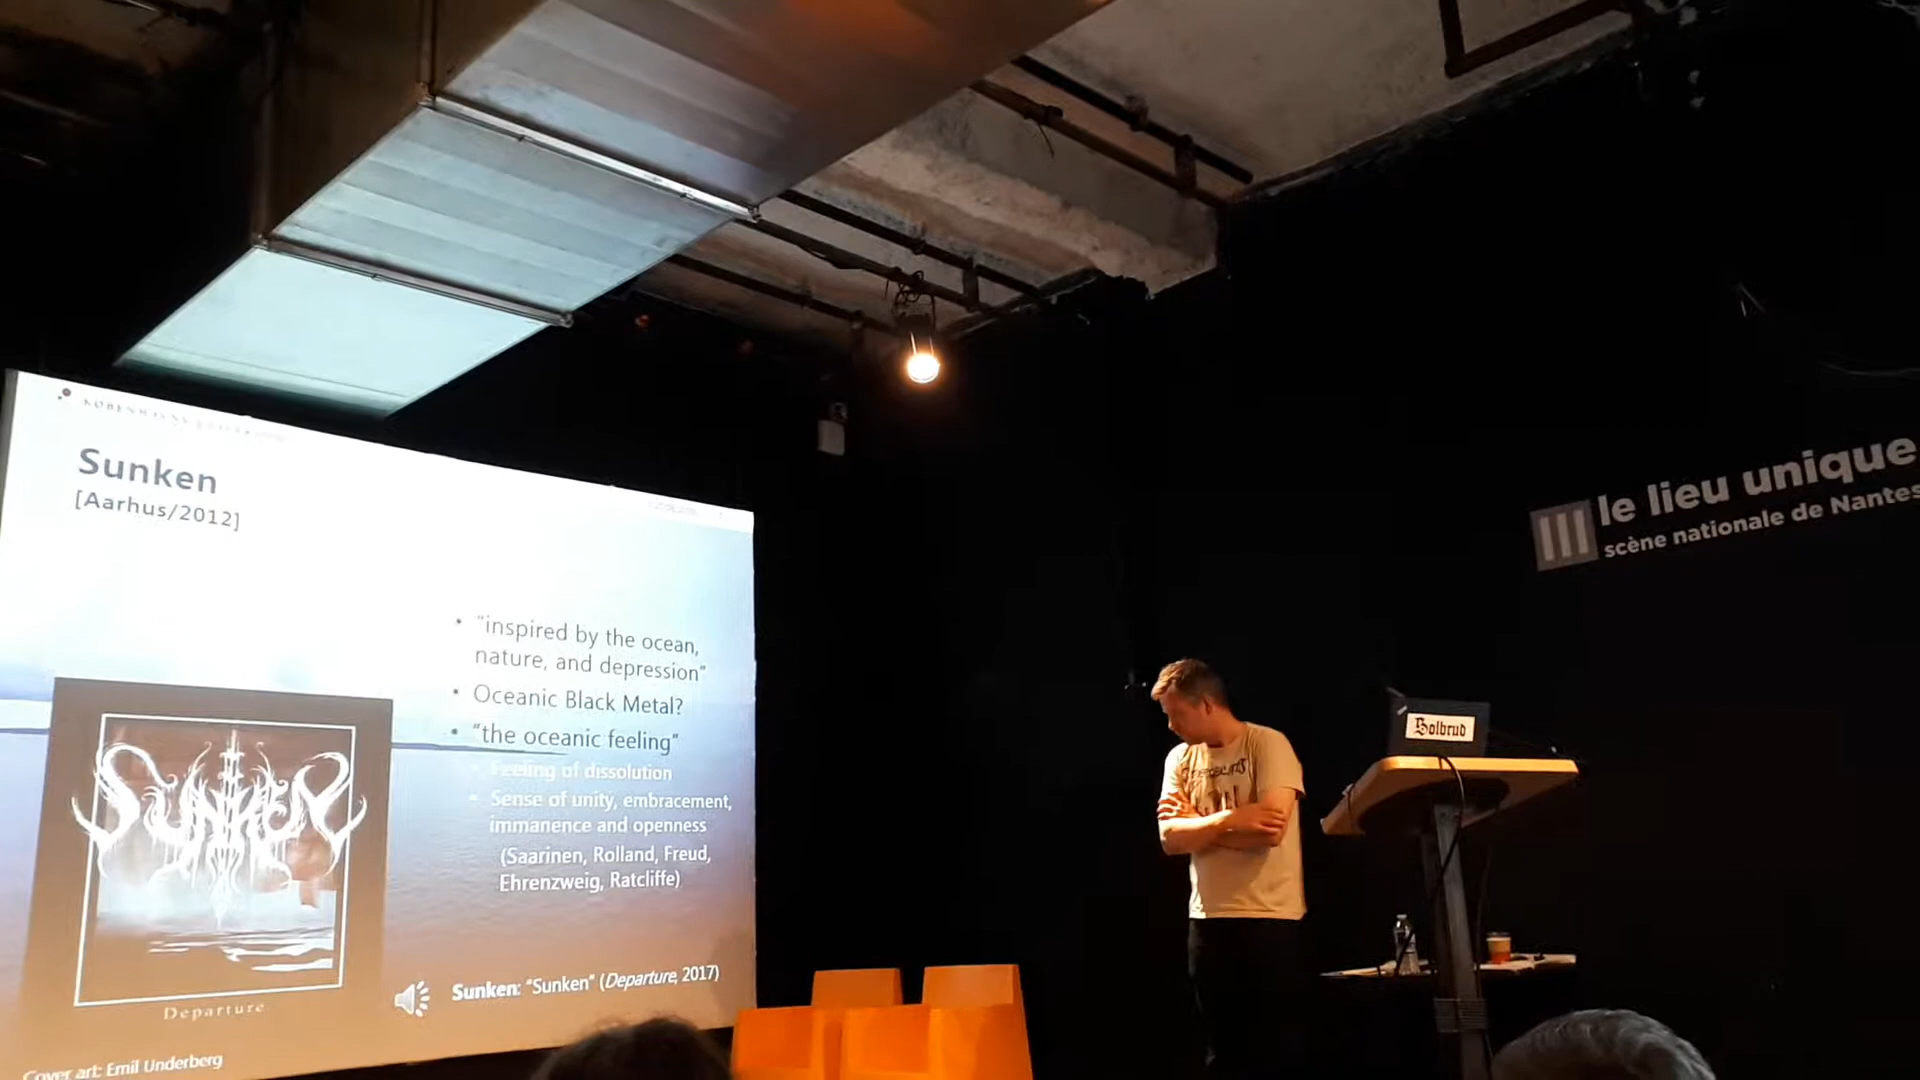 KØBENHAVNS
Sunken
[Aarhus/2012]
• "inspired by the ocean,
nature, and depression"
• Oceanic Black Metal?
• "the oceanic feeling"
Feeling of dissolution
Sense of unity, embracement,
immanence and openness
(Saarinen, Rolland, Freud,
Ehrenzweig, Ratcliffe)
SUNKEN
Departure
Sunken: "Sunken" (Departure, 2017)
Cover art: Emil Underberg
Solbrud
le lieu unique
scène nationale de Nantes